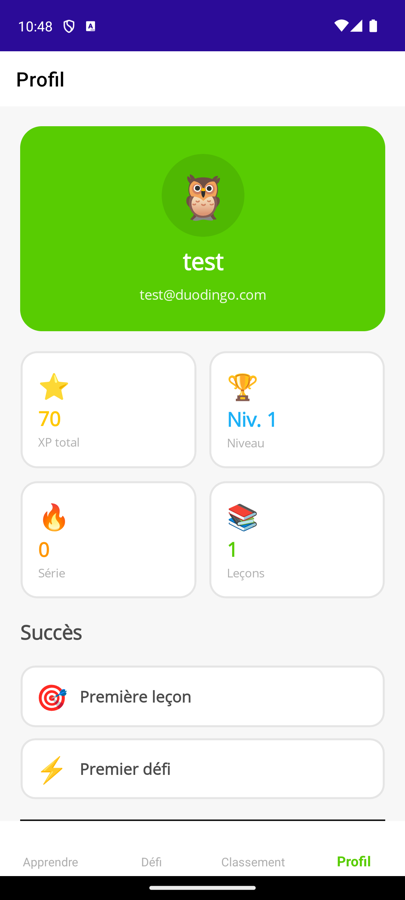 10:48
Profil
test
test@duodingo.com
70
XP total
Niv. 1
Niveau
0
Série
1
Leçons
Succès
Première leçon
Premier défi
Apprendre
Défi
Classement
Profil